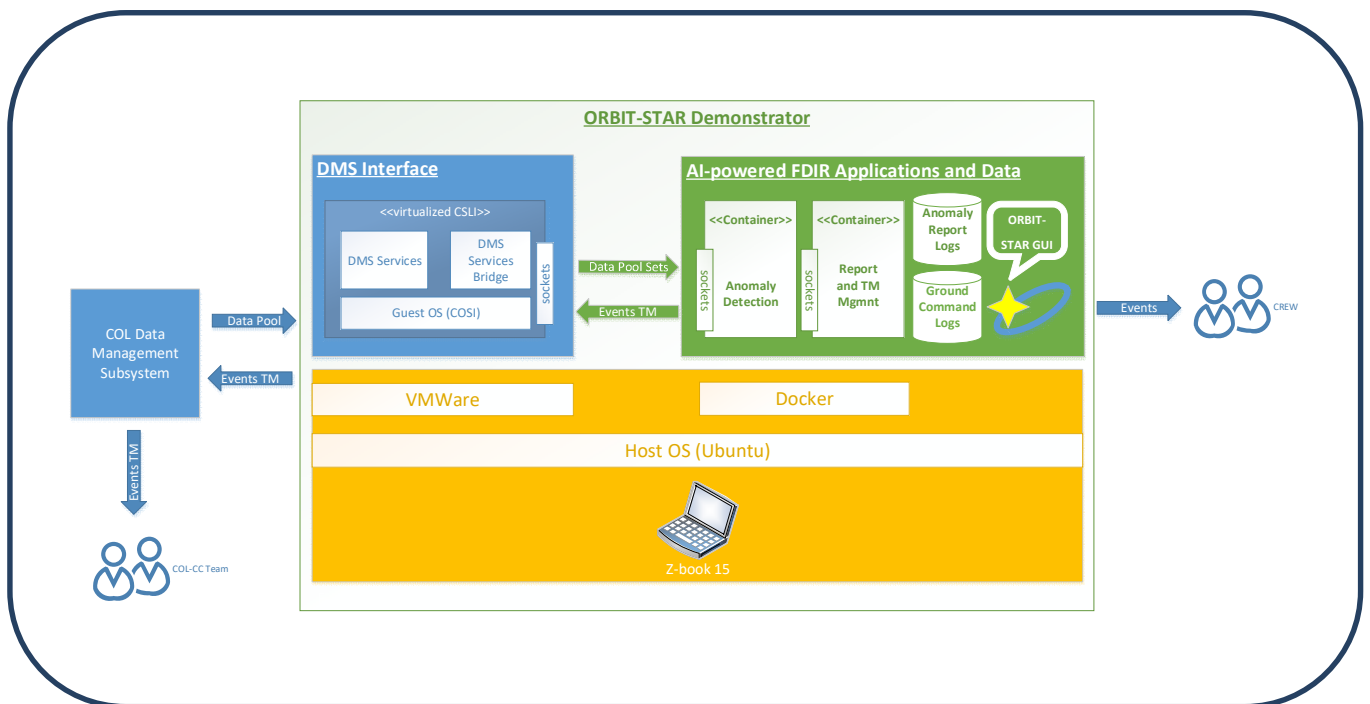 ORBIT-STAR Demonstrator
DMS Interface
<<virtualized CSLI>>
DMS Services
DMS
Services
Bridge
Guest OS (COSI)
sockets
Data Pool Sets
Events TM
AI-powered FDIR Applications and Data
<<Container>>
sockets
Anomaly
Detection
<<Container>>
sockets
Report
and TM
Mgmnt
Anomaly
Report
Logs
Ground
Command
Logs
ORBIT-
STAR GUI
Events
CREW
COL Data
Management
Subsystem
Data Pool
Events TM
Events TM
COL-CC Team
VMWare
Docker
Host OS (Ubuntu)
Z-book 15